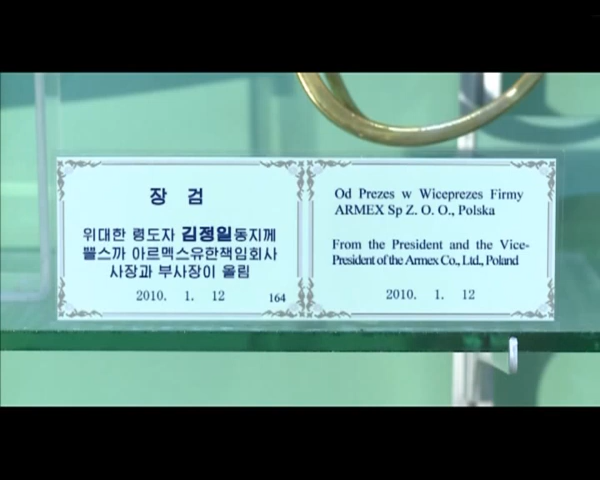 장 검
위대한 령도자 김정일동지께
뽈스까 아르멕스유한책임회사
사장과 부사장이 올림
2010. 1. 12
164
Od Prezes w Wiceprezes Firmy
ARMEX Sp Z. O. O., Polska
From the President and the Vice-
President of the Armex Co., Ltd., Poland
2010. 1. 12